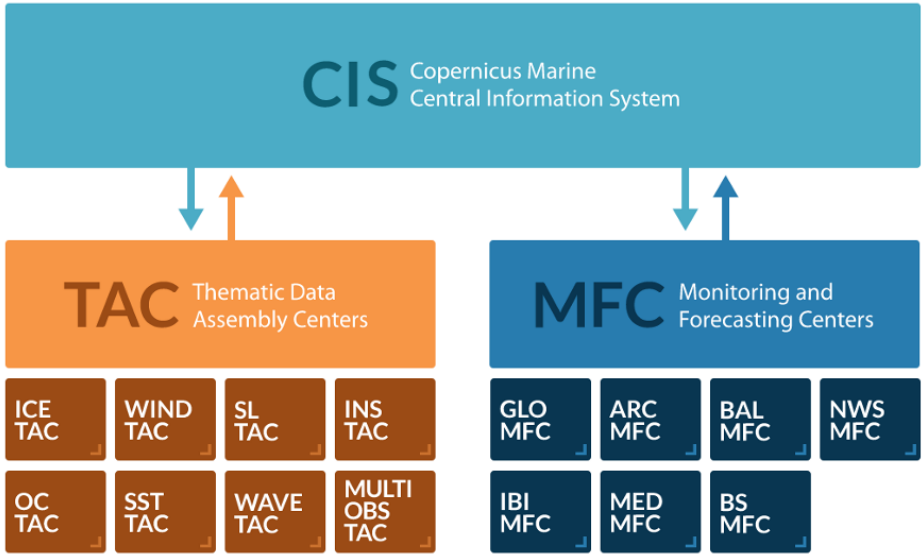 CIS Copernicus Marine
Central Information System
TAC Thematic Data
Assembly Centers
MFC Monitoring and
Forecasting Centers
ICE
TAC
WIND
TAC
SL
TAC
INS
TAC
OC
TAC
SST
TAC
WAVE
TAC
MULTI
OBS
TAC
GLO
MFC
ARC
MFC
BAL
MFC
NWS
MFC
IBI
MFC
MED
MFC
BS
MFC